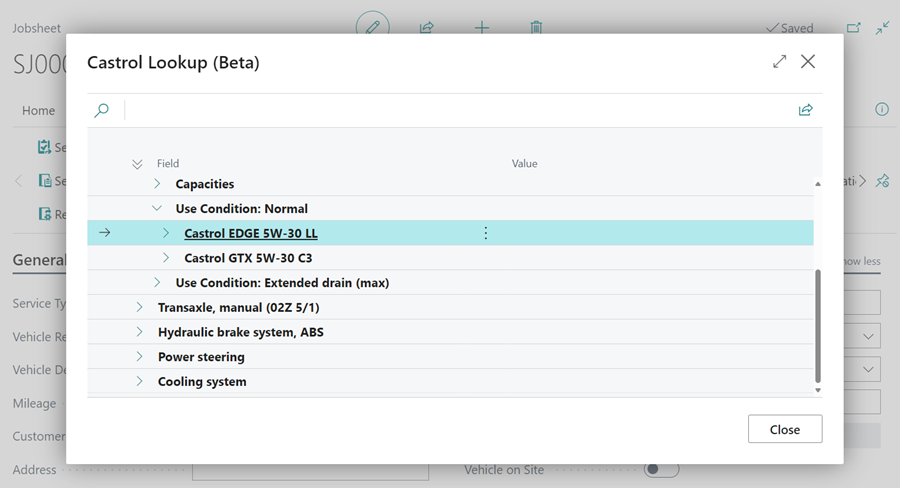 Jobsheet
Saved
SJ000
Castrol Lookup (Beta)
Home
Se
Field Value
Capacities
Se
Use Condition: Normal
Re
Castrol EDGE 5W-30 LL
Castrol GTX 5W-30 C3
General
how less
Use Condition: Extended drain (max)
Service Ty
Transaxle, manual (02Z 5/1)
Vehicle Re
Hydraulic brake system, ABS
Power steering
Vehicle De
Cooling system
Mileage
Close
Customer
Address
Vehicle on Site